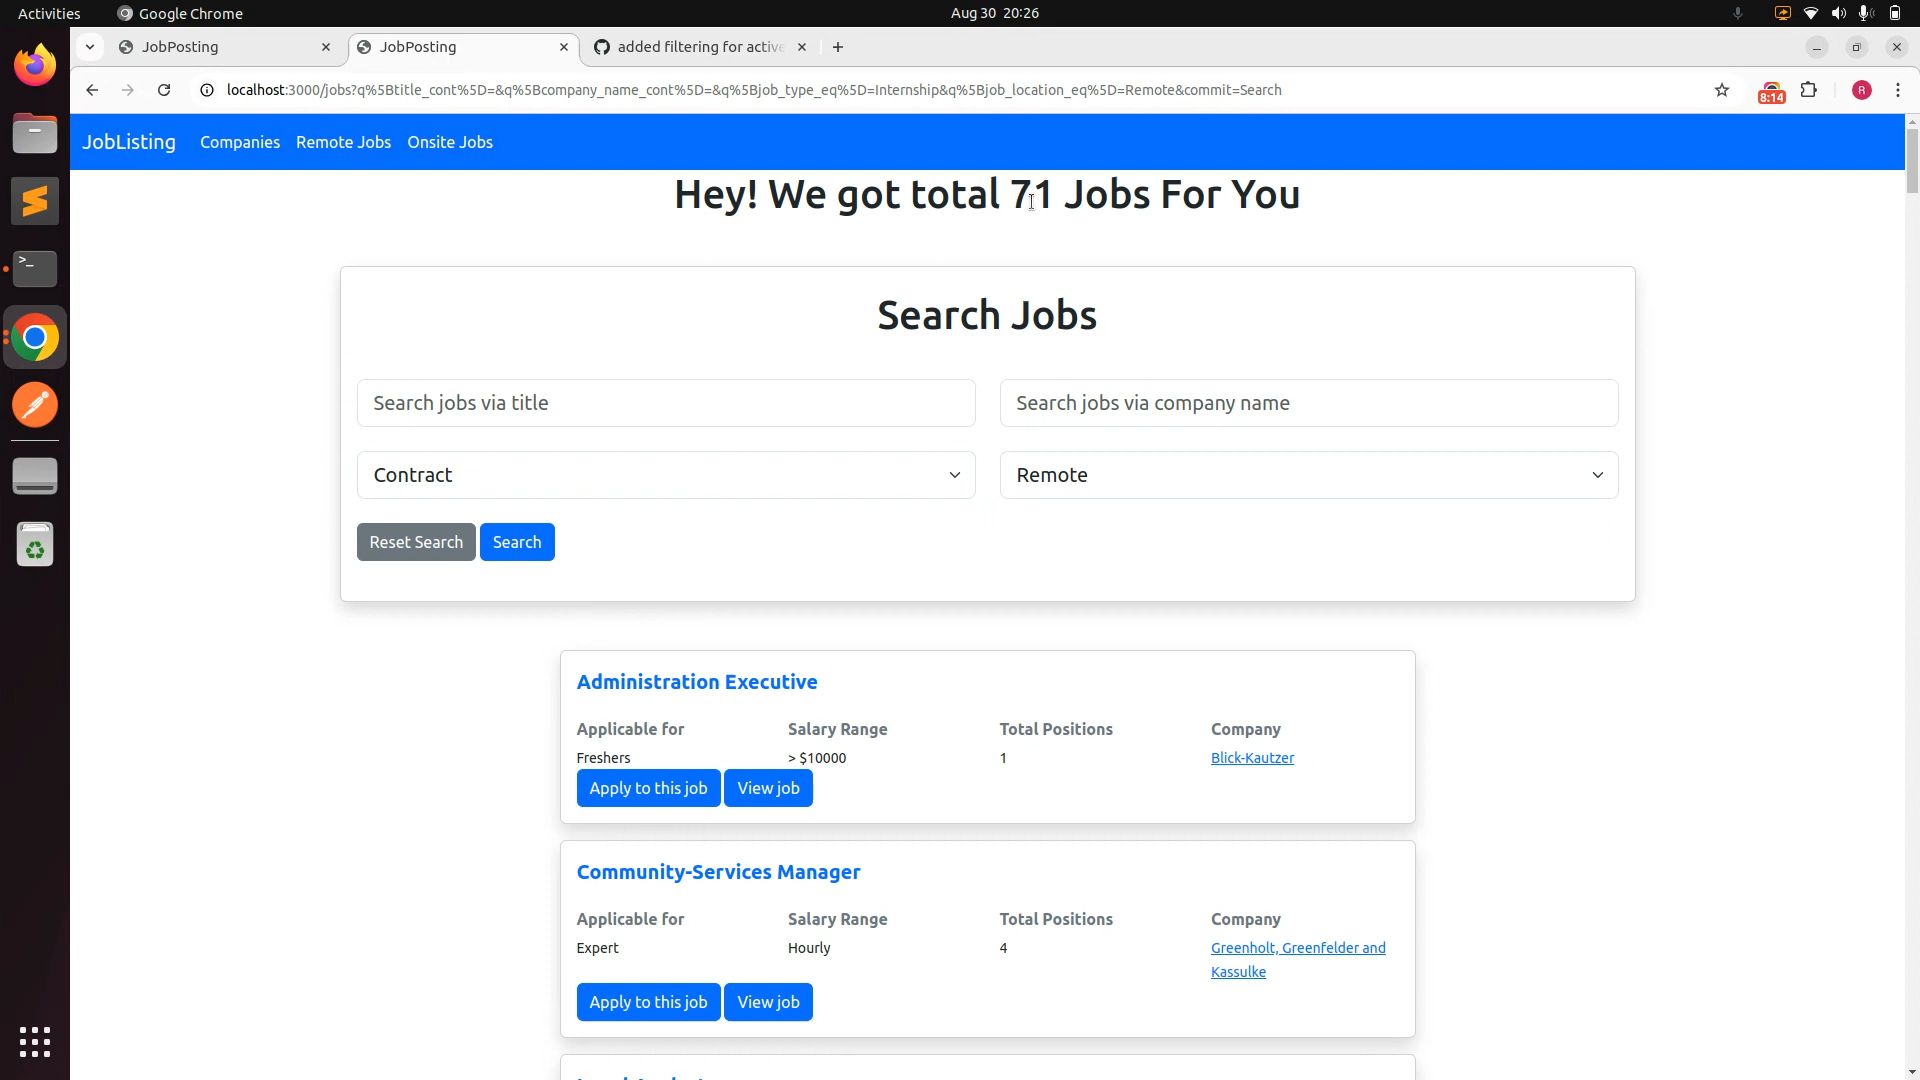 Activities
Google Chrome
Aug 30 20:26
JobPosting
JobPosting
added filtering for active
localhost:3000/jobs?q%5Btitle_cont%5D=&q%5Bcompany_name_cont%5D=&q%5Bjob_type_eq%5D=Internship&q%5Bjob_location_eq%5D=Remote&commit=Search
8:14
R
JobListing
Companies
Remote Jobs
Onsite Jobs
Hey! We got total 71 Jobs For You
Search Jobs
Search jobs via title
Search jobs via company name
Contract
Remote
Reset Search
Search
Administration Executive
Applicable for
Salary Range
Total Positions
Company
Freshers
> $10000
1
Blick-Kautzer
Apply to this job
View job
Community-Services Manager
Applicable for
Salary Range
Total Positions
Company
Expert
Hourly
4
Greenholt, Greenfelder and
Kassulke
Apply to this job
View job